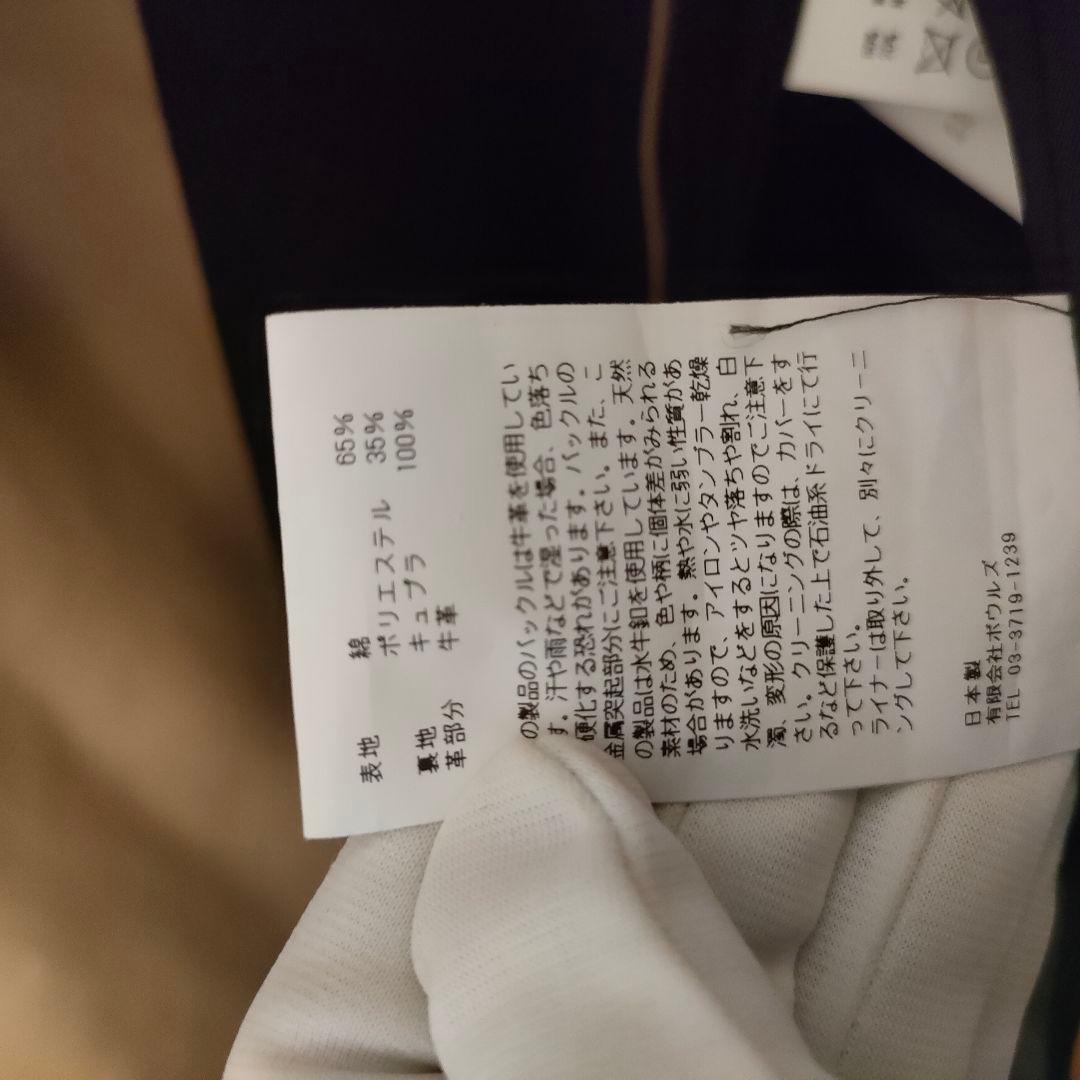 表地 綿 65%
ポリエステル 35%
裏地 キュプラ 100%
革部分 牛革
の製品のバックルは牛革を使用してい
す。汗や雨などで湿った場合、色落ち
硬化する恐れがあります。バックルの
金属突起部分にご注意下さい。また、こ
の製品は水牛釦を使用しています。天然
素材のため、色や柄に個体差がみられる
場合があります。熱や水に弱い性質があ
りますので、アイロンやタンブラー乾燥
水洗いなどをするとツヤ落ちや割れ、白
濁、変形の原因になりますのでご注意下
さい。クリーニングの際は、カバーをす
るなど保護した上で石油系ドライにて行
って下さい。
ライナーは取り外して、別々にクリーニ
ングして下さい。
日本製
有限会社ボウルズ
TEL 03-3719-1239